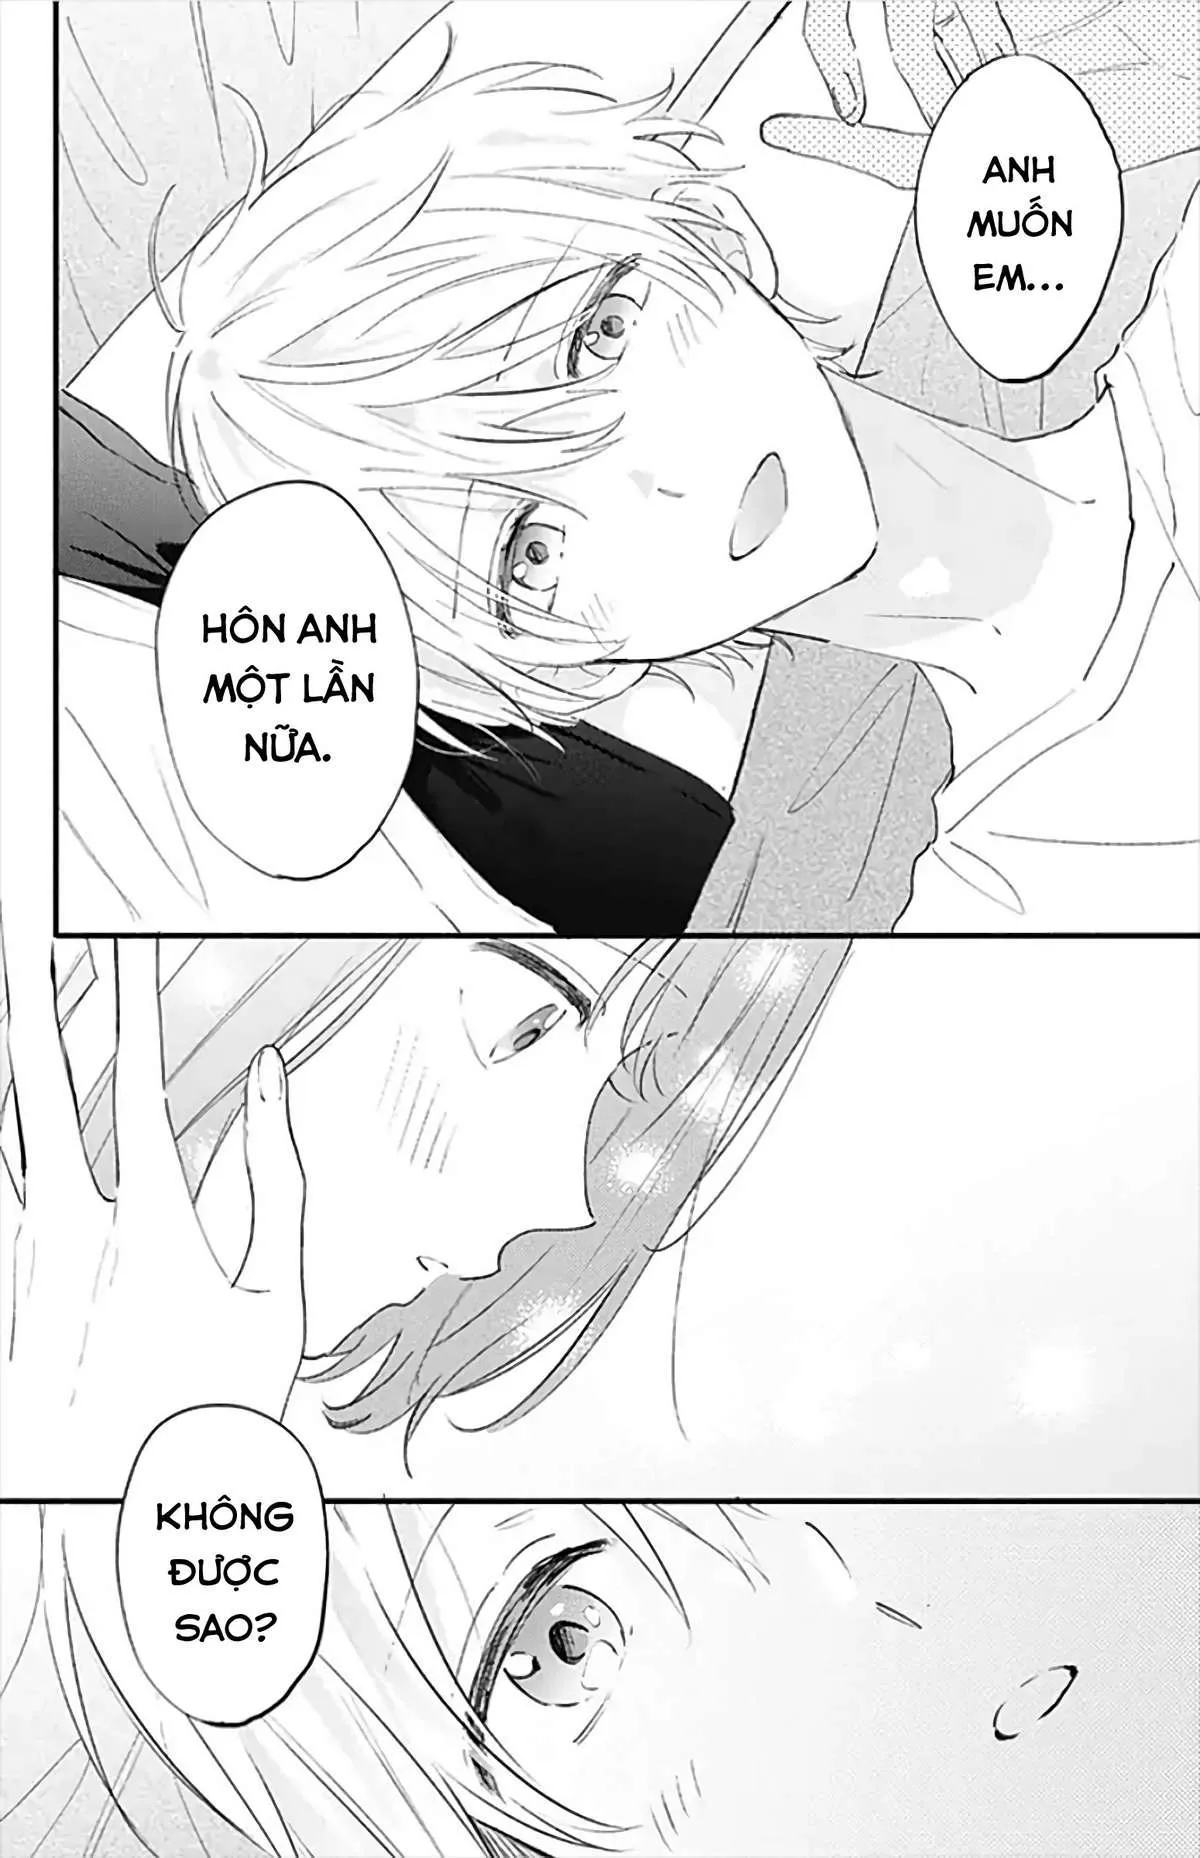 ANH
MUỐN
EM...
HÔN ANH
MỘT LẦN
NỮA.
KHÔNG
ĐƯỢC
SAO?